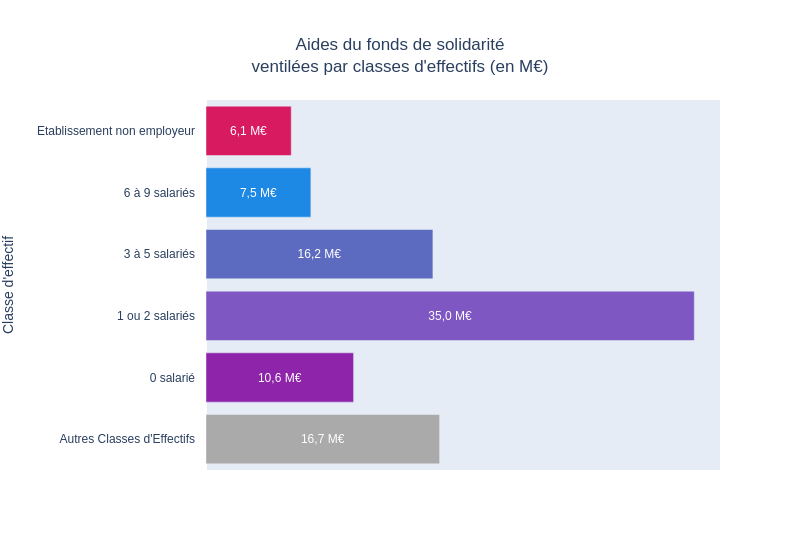 Aides du fonds de solidarité
ventilées par classes d'effectifs (en M€)
Classe d'effectif
Etablissement non employeur
6,1 M€
6 à 9 salariés
7,5 M€
3 à 5 salariés
16,2 M€
1 ou 2 salariés
35,0 M€
0 salarié
10,6 M€
Autres Classes d'Effectifs
16,7 M€